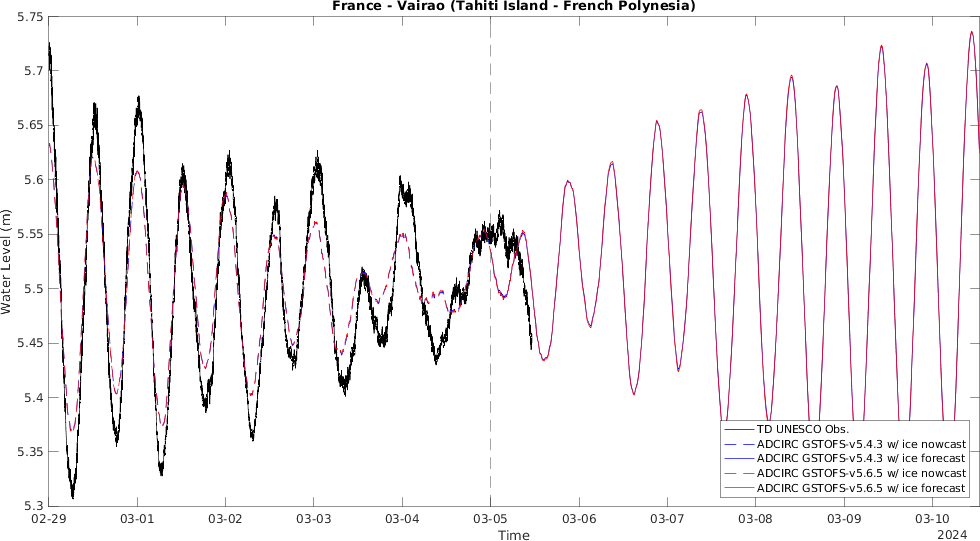 France - Vairao (Tahiti Island - French Polynesia)
5.75
5.7
5.65
5.6
5.55
5.5
5.45
5.4
5.35
5.3
Water Level (m)
TD UNESCO Obs.
ADCIRC GSTOFS-v5.4.3 w/ ice nowcast
ADCIRC GSTOFS-v5.4.3 w/ ice forecast
ADCIRC GSTOFS-v5.6.5 w/ ice nowcast
ADCIRC GSTOFS-v5.6.5 w/ ice forecast
02-29 03-01 03-02 03-03 03-04 03-05 03-06 03-07 03-08 03-09 03-10
Time
2024